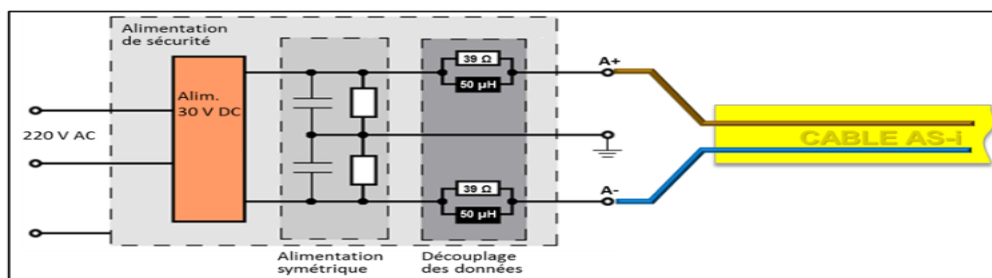 Alimentation
de sécurité
Alim.
30 V DC
220 V AC
39 Ω
50 µH
A+
CABLE AS-i
39 Ω
50 µH
A-
Alimentation
symétrique
Découplage
des données